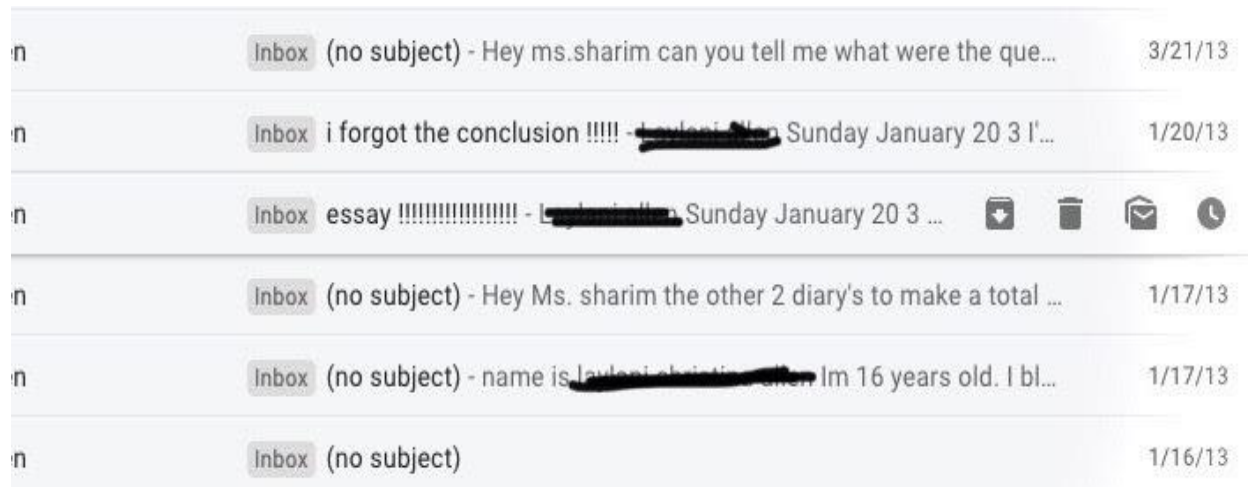 n Inbox (no subject) - Hey ms.sharim can you tell me what were the que... 3/21/13
n Inbox i forgot the conclusion !!!!! - Sunday January 20 3 I'... 1/20/13
n Inbox essay !!!!!!!!!!!!!!!!!! - Sunday January 20 3 ...
n Inbox (no subject) - Hey Ms. sharim the other 2 diary's to make a total ... 1/17/13
n Inbox (no subject) - name is Im 16 years old. I bl... 1/17/13
n Inbox (no subject) 1/16/13